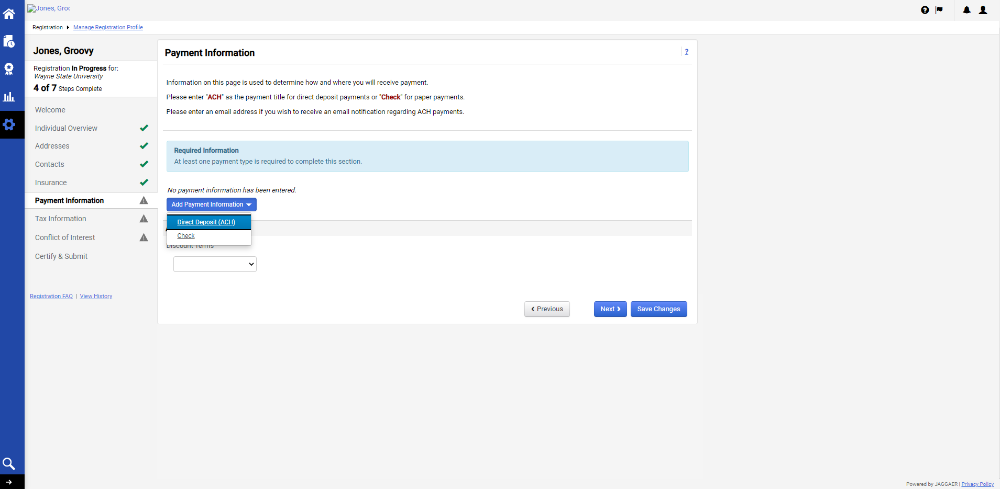 Jones, Groo
Registration Manage Registration Profile
Jones, Groovy
Registration In Progress for:
Wayne State University
4 of 7 Steps Complete
Welcome
Individual Overview
Addresses
Contacts
Insurance
Payment Information
Tax Information
Conflict of Interest
Certify & Submit
Registration FAQ | View History
Payment Information
?
Information on this page is used to determine how and where you will receive payment.
Please enter "ACH" as the payment title for direct deposit payments or "Check" for paper payments.
Please enter an email address if you wish to receive an email notification regarding ACH payments.
Required Information
At least one payment type is required to complete this section.
No payment information has been entered.
Add Payment Information
Direct Deposit (ACH)
Check
Discount Terms
Previous
Next
Save Changes
Powered by JAGGAER | Privacy Policy